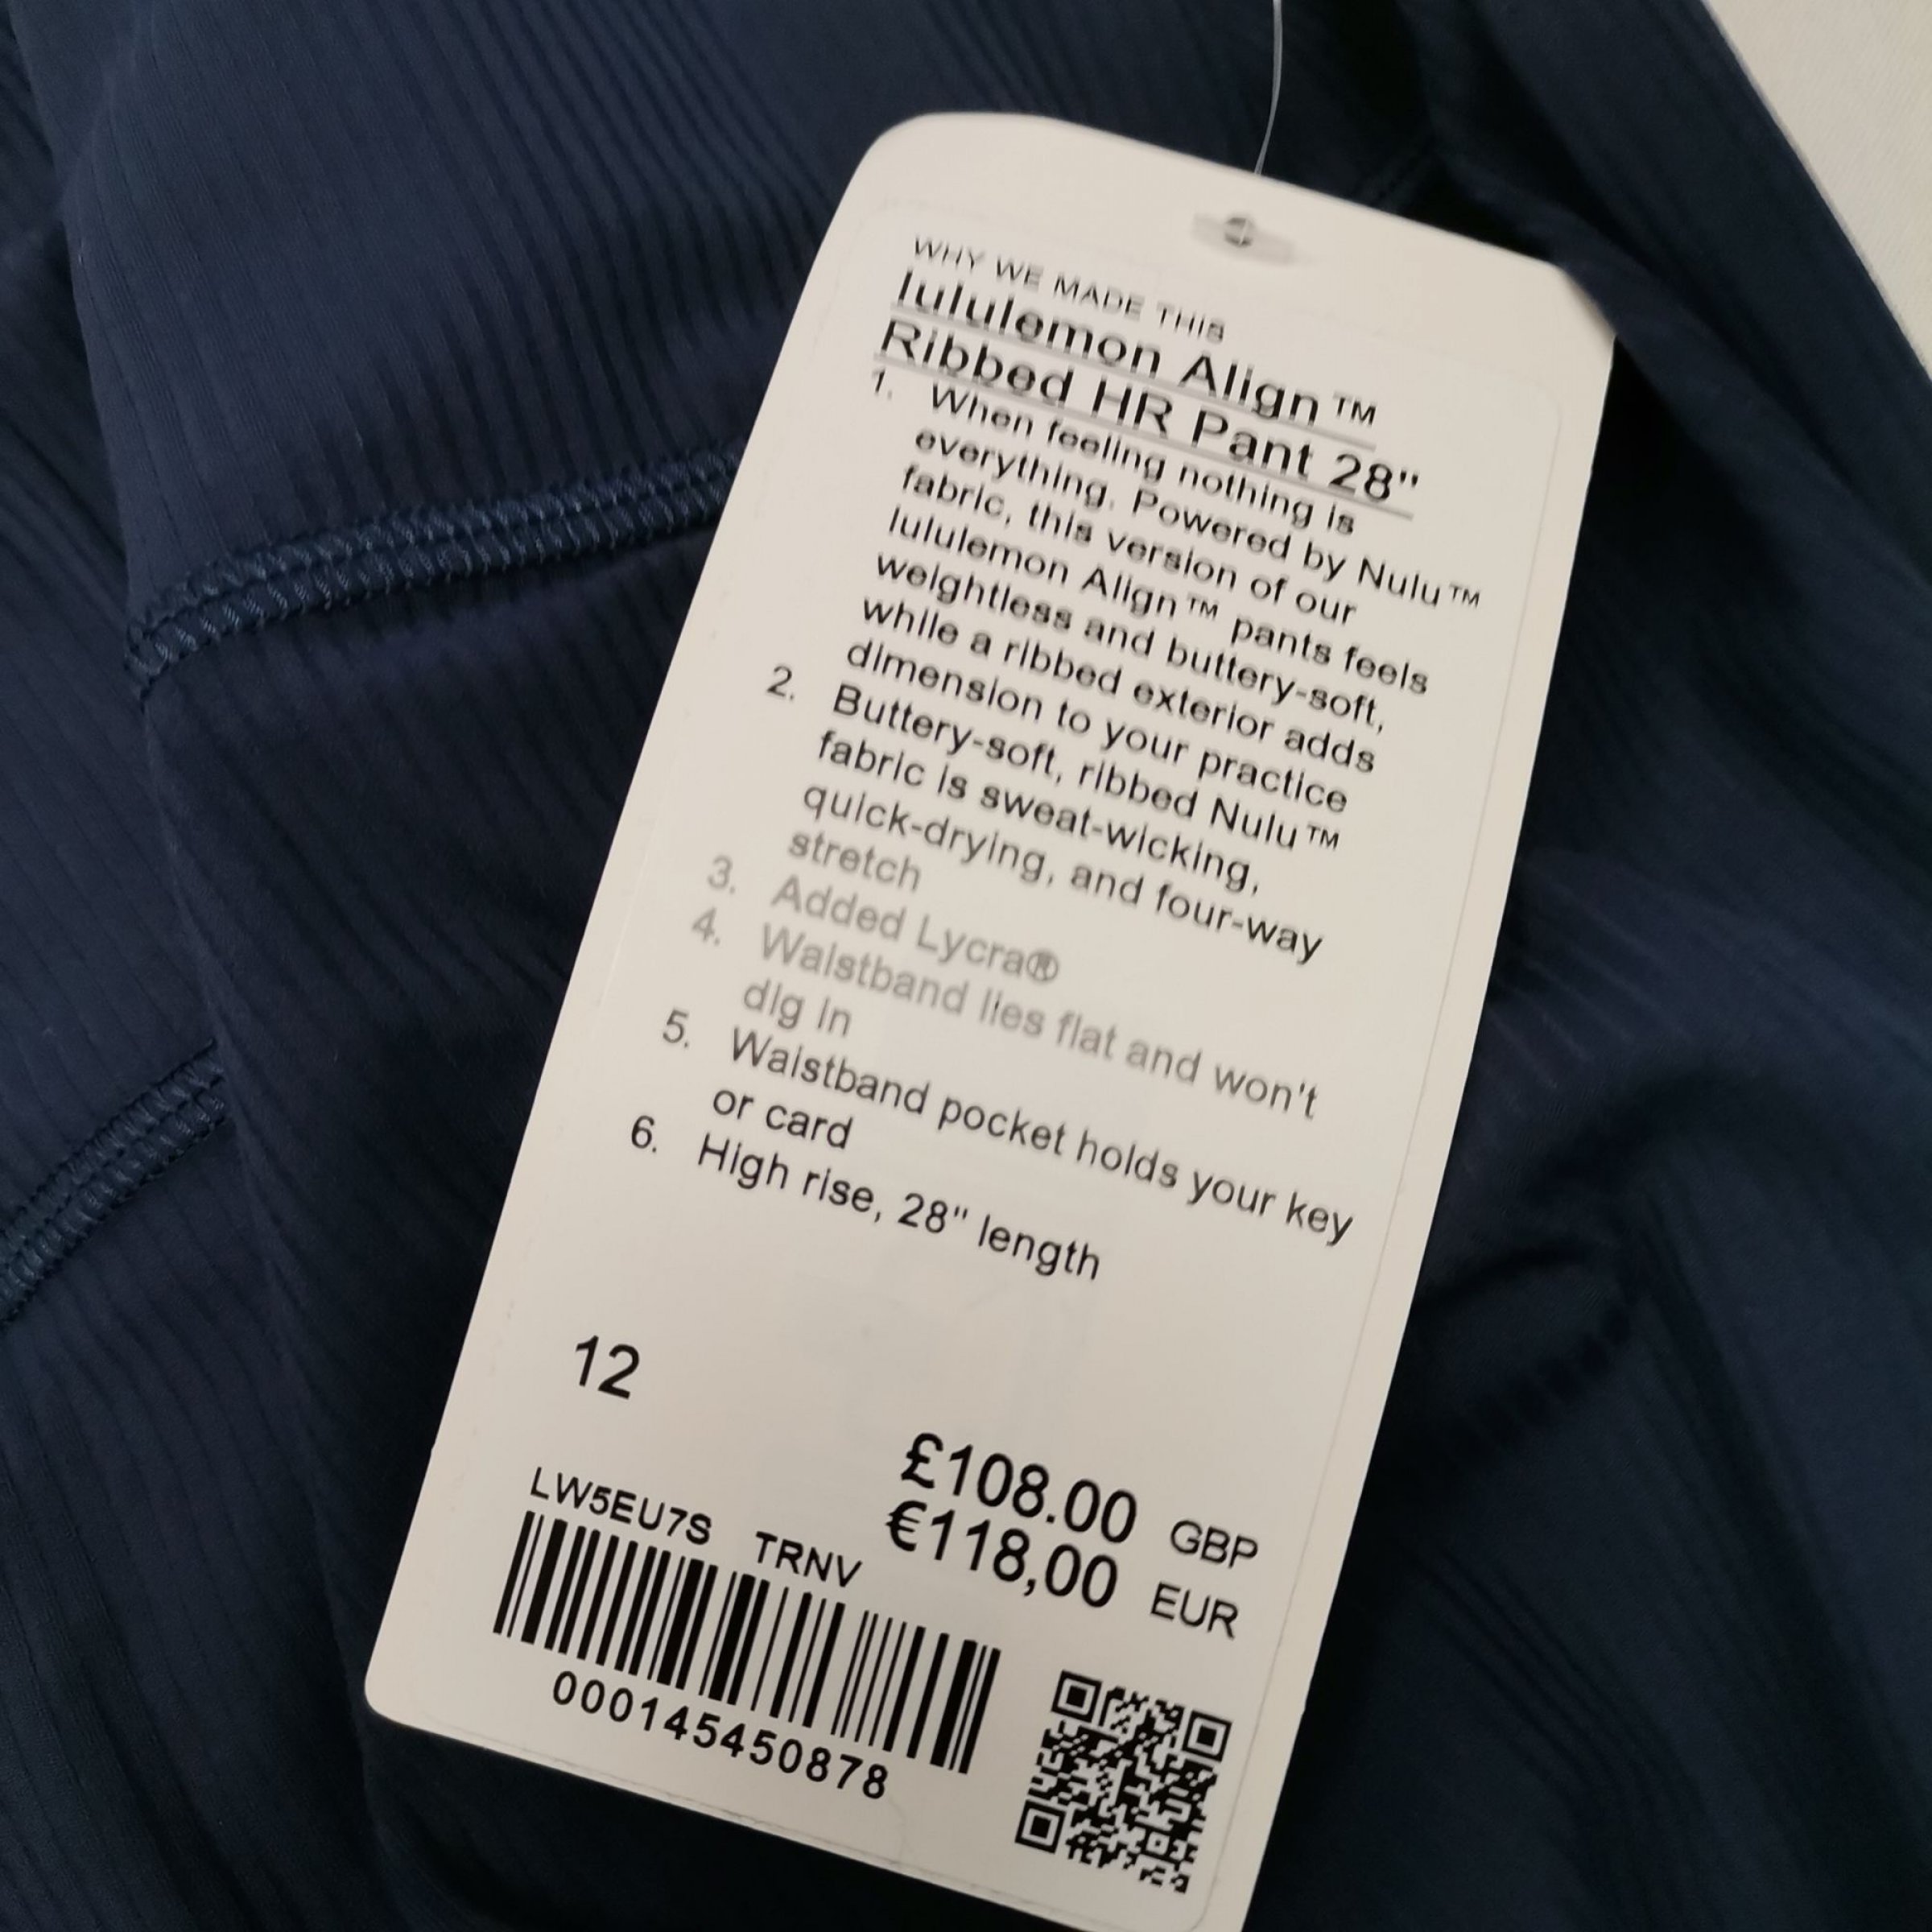 WHY WE MADE THIS
lululemon Align™
Ribbed HR Pant 28"
1. When feeling nothing is
everything. Powered by Nulu™
fabric, this version of our
lululemon Align™ pants feels
weightless and buttery-soft,
while a ribbed exterior adds
dimension to your practice
2. Buttery-soft, ribbed Nulu™
fabric is sweat-wicking,
quick-drying, and four-way
stretch
3. Added Lycra®
4. Waistband lies flat and won't
dig in
5. Waistband pocket holds your key
or card
6. High rise, 28" length
12
£108.00 GBP
€118,00 EUR
LW5EU7S TRNV
000145450878